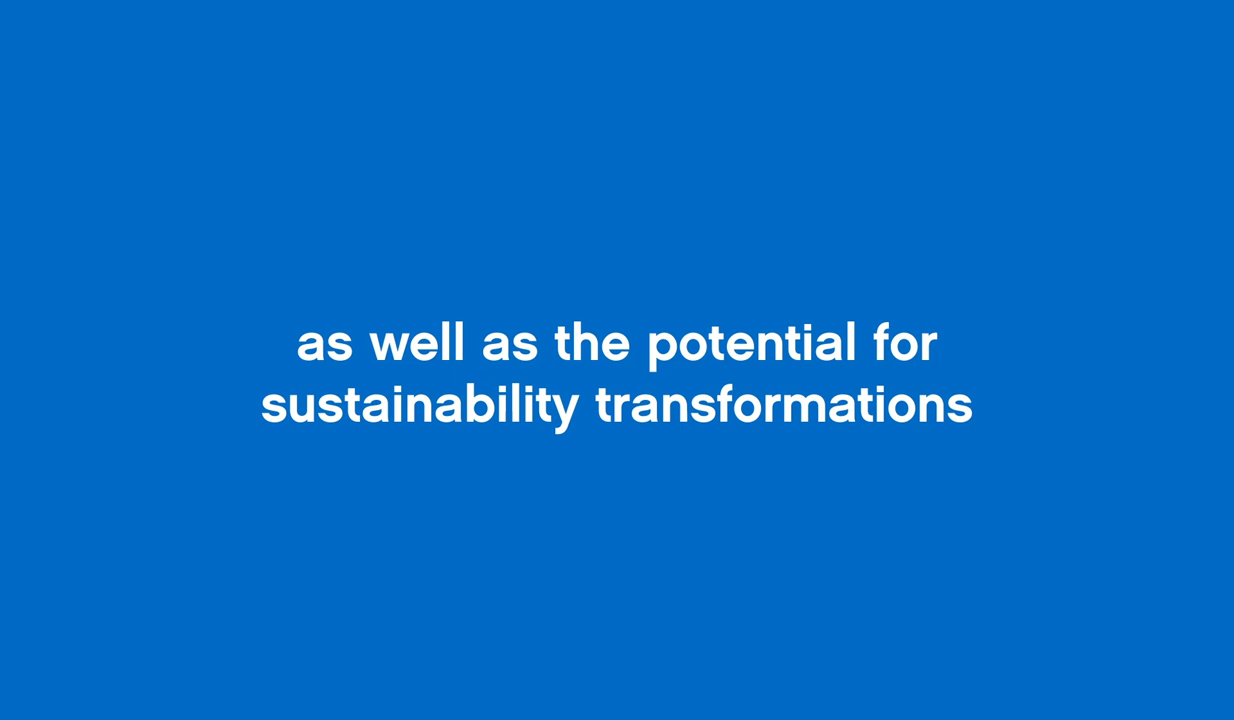 as well as the potential for
sustainability transformations